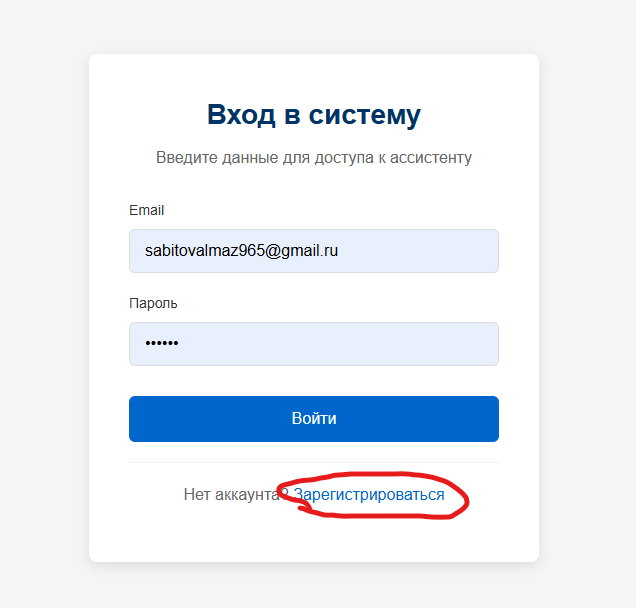 Вход в систему
Введите данные для доступа к ассистенту
Email
sabitovalmaz965@gmail.ru
Пароль
••••••
Войти
Нет аккаунта? Зарегистрироваться